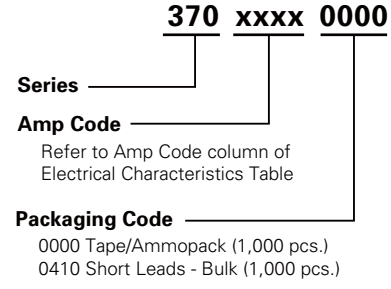 370 xxxx 0000
Series
Amp Code
Refer to Amp Code column of
Electrical Characteristics Table
Packaging Code
0000 Tape/Ammopack (1,000 pcs.)
0410 Short Leads - Bulk (1,000 pcs.)